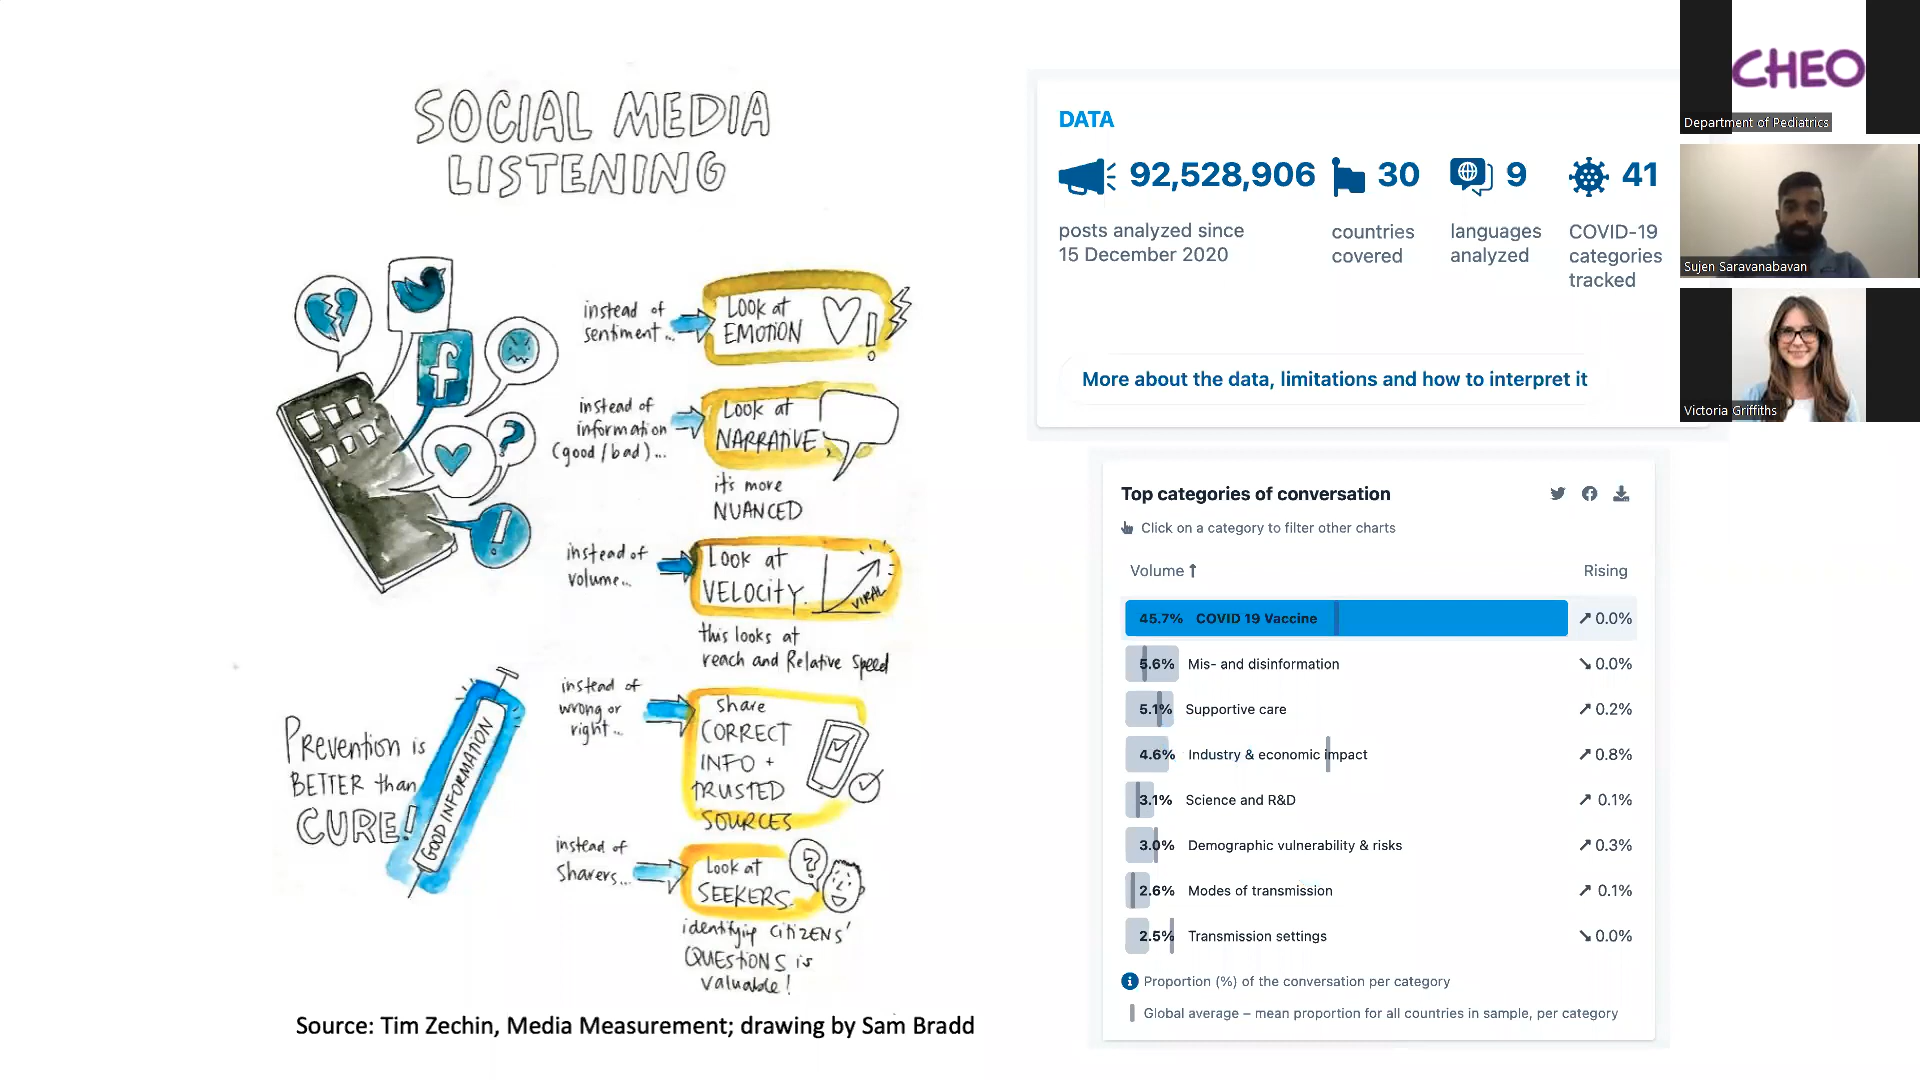 SOCIAL MEDIA
LISTENING
instead of
sentiment...
Look at
EMOTION
!
f
instead of
information
(good/bad)...
Look at
NARRATIVE
it's more
NUANCED
?
!
instead of
volume...
Look at
VELOCITY.
VIRAL
this looks at
reach and Relative Speed
instead of
wrong or
right...
Share
CORRECT
INFO +
TRUSTED
SOURCES
PREVENTION is
BETTER than
CURE!
GOOD INFORMATION
instead of
Sharers...
Look at
SEEKERS.
?
identifying CITIZENS'
QUESTIONS is
valuable!
Source: Tim Zechin, Media Measurement; drawing by Sam Bradd
DATA
92,528,906 30 9 41
posts analyzed since
15 December 2020
countries
covered
languages
analyzed
COVID-19
categories
tracked
More about the data, limitations and how to interpret it
Top categories of conversation
Click on a category to filter other charts
Volume Rising
45.7% COVID 19 Vaccine 0.0%
5.6% Mis- and disinformation 0.0%
5.1% Supportive care 0.2%
4.6% Industry & economic impact 0.8%
3.1% Science and R&D 0.1%
3.0% Demographic vulnerability & risks 0.3%
2.6% Modes of transmission 0.1%
2.5% Transmission settings 0.0%
Proportion (%) of the conversation per category
Global average – mean proportion for all countries in sample, per category
CHEO
Department of Pediatrics
Sujen Saravanabavan
Victoria Griffiths